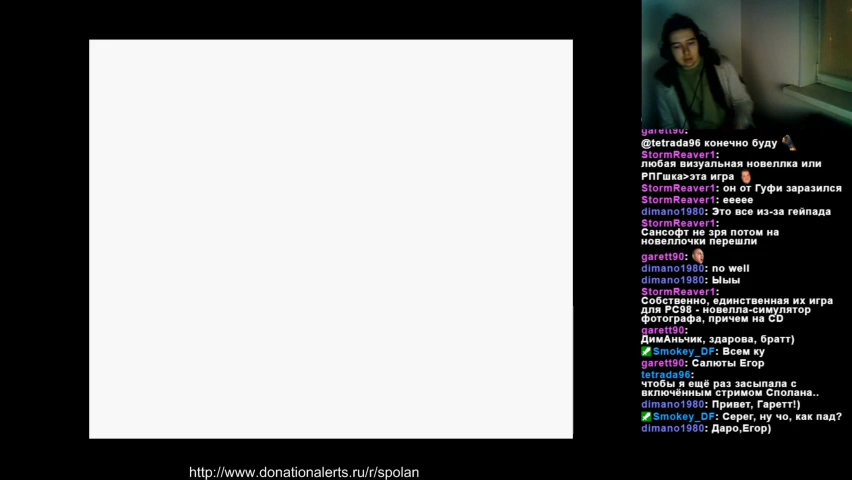 garett90:
@tetrada96 конечно буду
StormReaver1:
любая визуальная новеллка или
РПГшка>эта игра
StormReaver1: он от Гуфи заразился
StormReaver1: eeeee
dimano1980: Это все из-за гейпада
StormReaver1:
Сансофт не зря потом на
новеллочки перешли
garett90:
dimano1980: no well
dimano1980: Ыыы
StormReaver1:
Собственно, единственная их игра
для PC98 - новелла-симулятор
фотографа, причем на CD
garett90:
ДимАньчик, здарова, братт)
Smokey_DF: Всем ку
garett90: Салюты Егор
tetrada96:
чтобы я ещё раз засыпала с
включённым стримом Сполана..
dimano1980: Привет, Гаретт!)
Smokey_DF: Серег, ну чо, как пад?
dimano1980: Даро,Егор)
http://www.donationalerts.ru/r/spolan